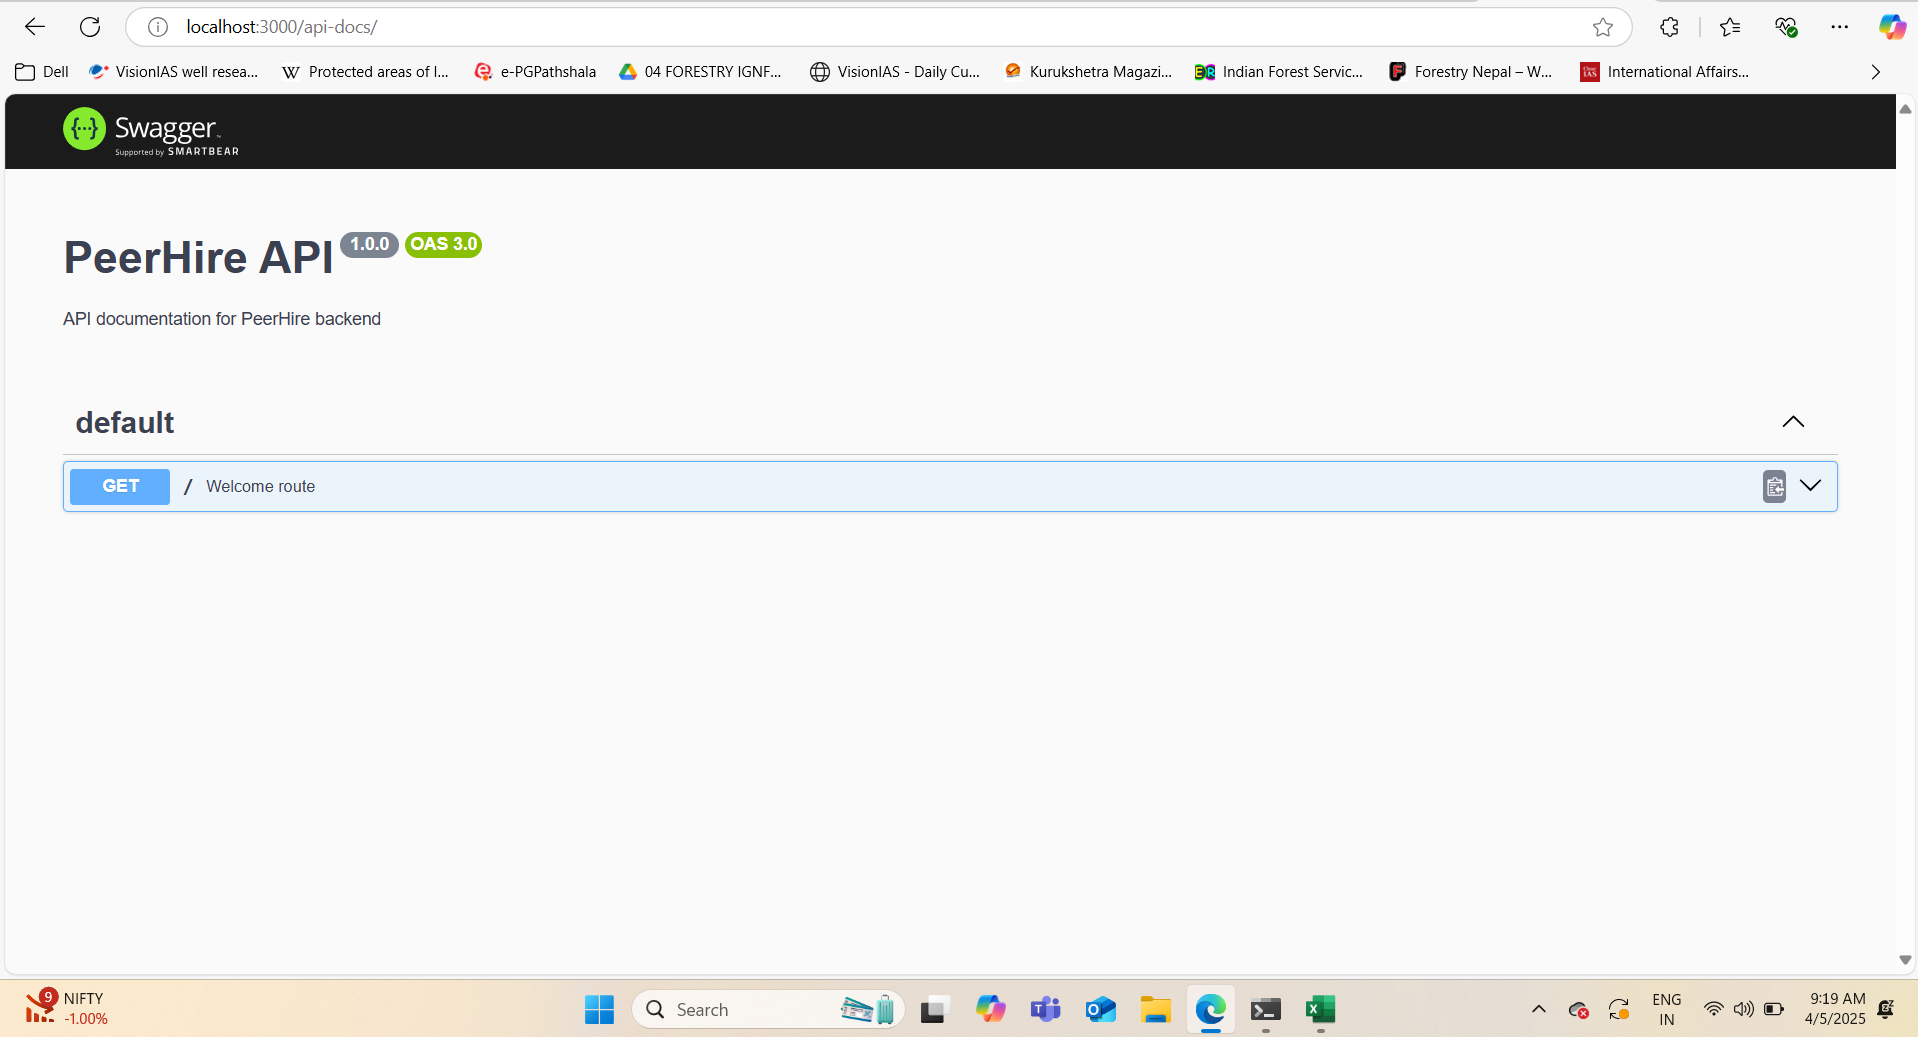 localhost:3000/api-docs/
Dell
VisionIAS well resea...
Protected areas of I...
e-PGPathshala
04 FORESTRY IGNF...
VisionIAS - Daily Cu...
Kurukshetra Magazi...
Indian Forest Servic...
Forestry Nepal – W...
International Affairs...
Swagger
Supported by SMARTBEAR
PeerHire API 1.0.0 OAS 3.0
API documentation for PeerHire backend
default
GET / Welcome route
9
NIFTY
-1.00%
Search
ENG
IN
9:19 AM
4/5/2025